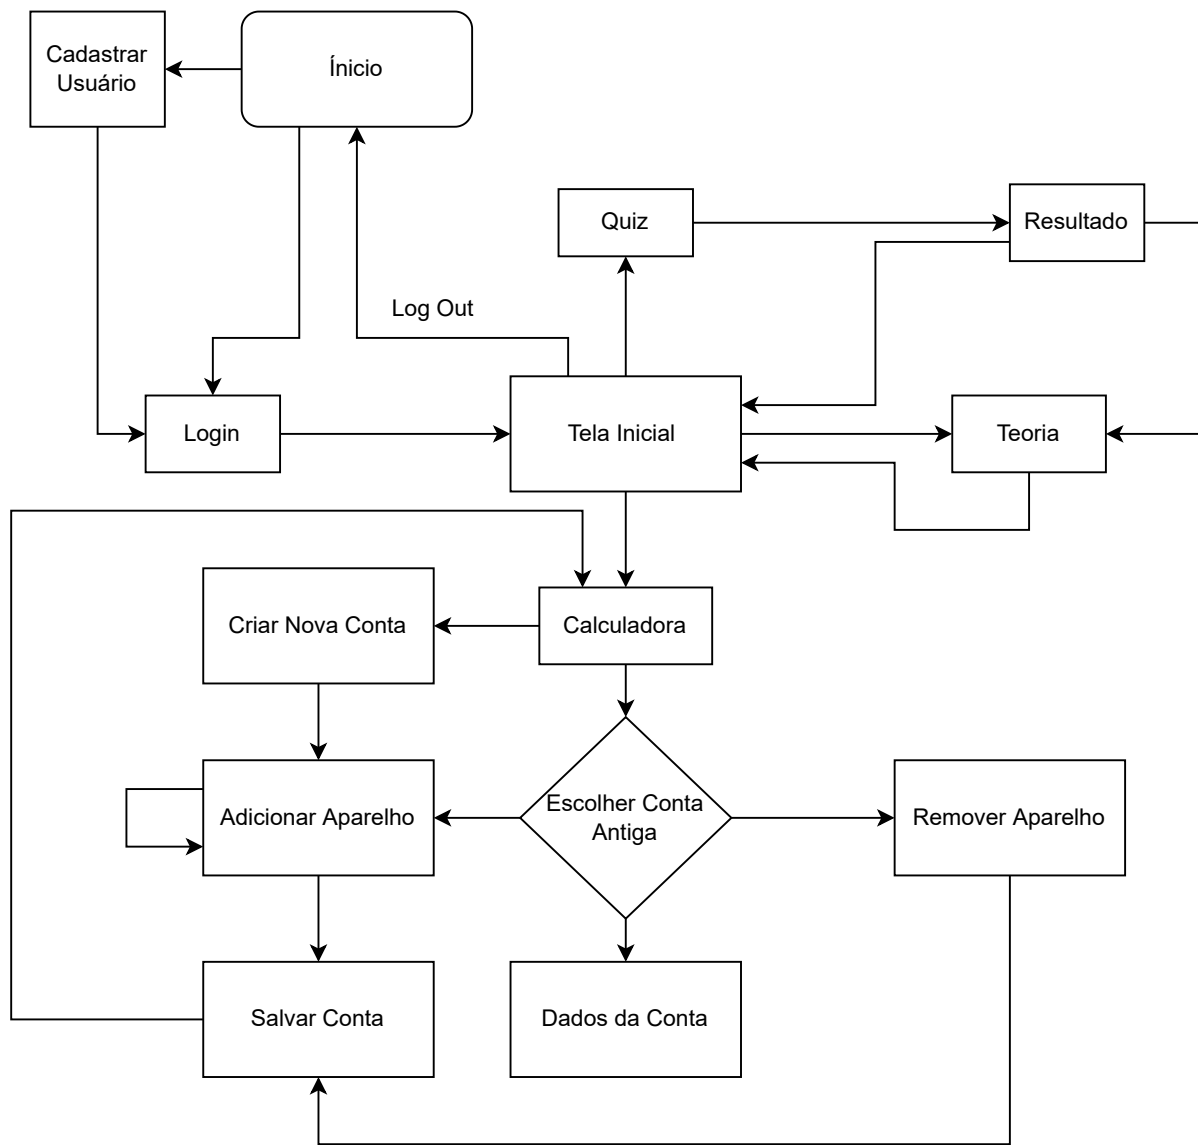 Cadastrar
Usuário
Ínicio
Quiz
Resultado
Log Out
Login
Tela Inicial
Teoria
Criar Nova Conta
Calculadora
Adicionar Aparelho
Escolher Conta
Antiga
Remover Aparelho
Salvar Conta
Dados da Conta